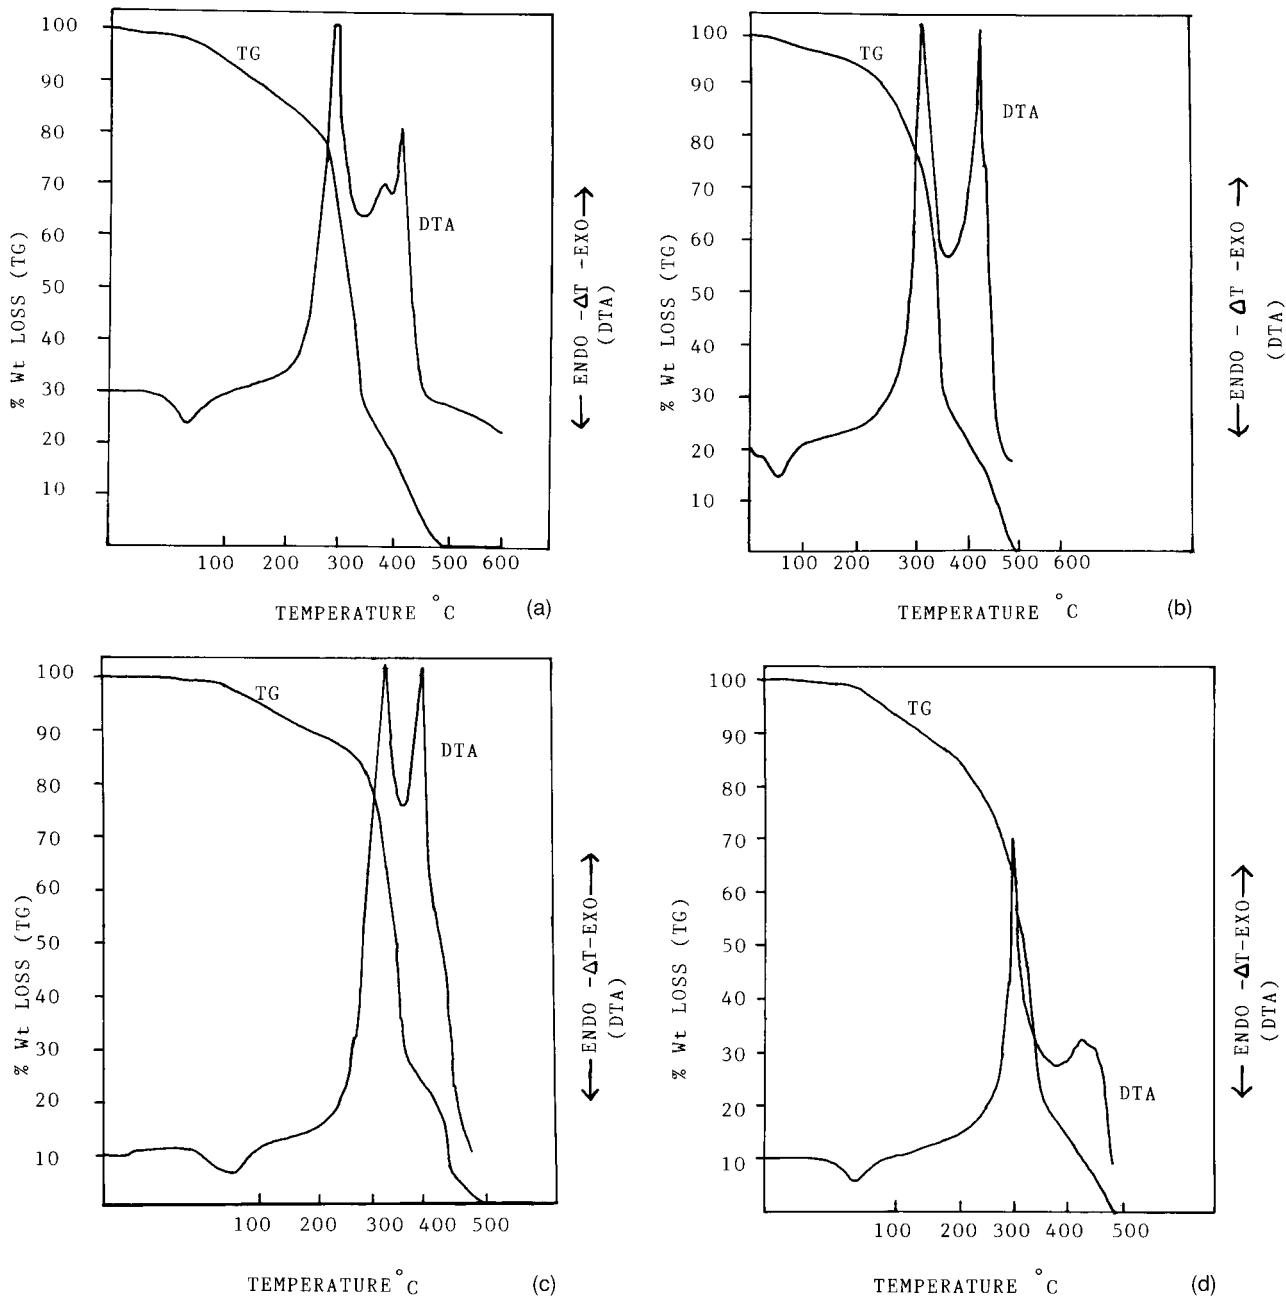 100
90
80
70
60
50
40
30
20
10
% Wt LOSS (TG)
TG
DTA
ENDO -ΔT -EXO
(DTA)
100 200 300 400 500 600
TEMPERATURE °C
(a)
100
90
80
70
60
50
40
30
20
10
% Wt LOSS (TG)
TG
DTA
ENDO - ΔT -EXO
(DTA)
100 200 300 400 500 600
TEMPERATURE °C
(b)
100
90
80
70
60
50
40
30
20
10
% Wt LOSS (TG)
TG
DTA
ENDO -ΔT-EXO
(DTA)
100 200 300 400 500
TEMPERATURE °C
(c)
100
90
80
70
60
50
40
30
20
10
% Wt LOSS (TG)
TG
DTA
ENDO -ΔT-EXO
(DTA)
100 200 300 400 500
TEMPERATURE °C
(d)